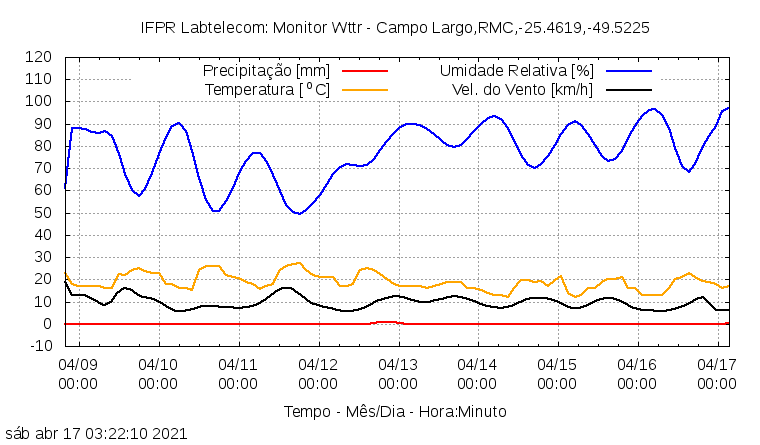 IFPR Labtelecom: Monitor Wttr - Campo Largo,RMC,-25.4619,-49.5225
120
110
100
90
80
70
60
50
40
30
20
10
0
-10
Precipitação [mm]
Temperatura [⁰C]
Umidade Relativa [%]
Vel. do Vento [km/h]
04/09 04/10 04/11 04/12 04/13 04/14 04/15 04/16 04/17
00:00 00:00 00:00 00:00 00:00 00:00 00:00 00:00 00:00
Tempo - Mês/Dia - Hora:Minuto
sáb abr 17 03:22:10 2021